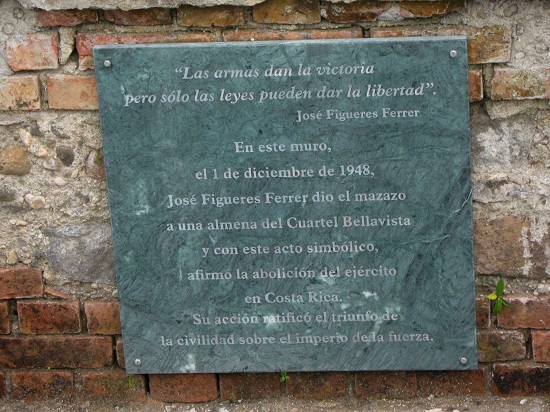 “Las armas dan la victoria
pero sólo las leyes pueden dar la libertad”.
José Figueres Ferrer
En este muro,
el 1 de diciembre de 1948,
José Figueres Ferrer dio el mazazo
a una almena del Cuartel Bellavista
y con este acto simbólico,
afirmó la abolición del ejército
en Costa Rica.
Su acción ratificó el triunfo de
la civilidad sobre el imperio de la fuerza.